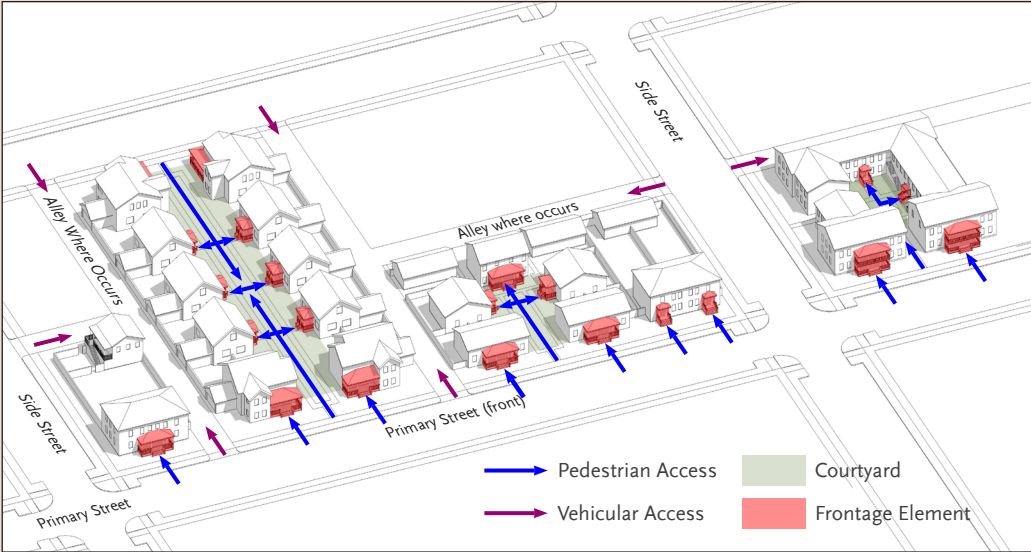 Side Street
Alley Where Occurs
Alley where occurs
Side Street
Primary Street (front)
Primary Street
Pedestrian Access
Courtyard
Vehicular Access
Frontage Element